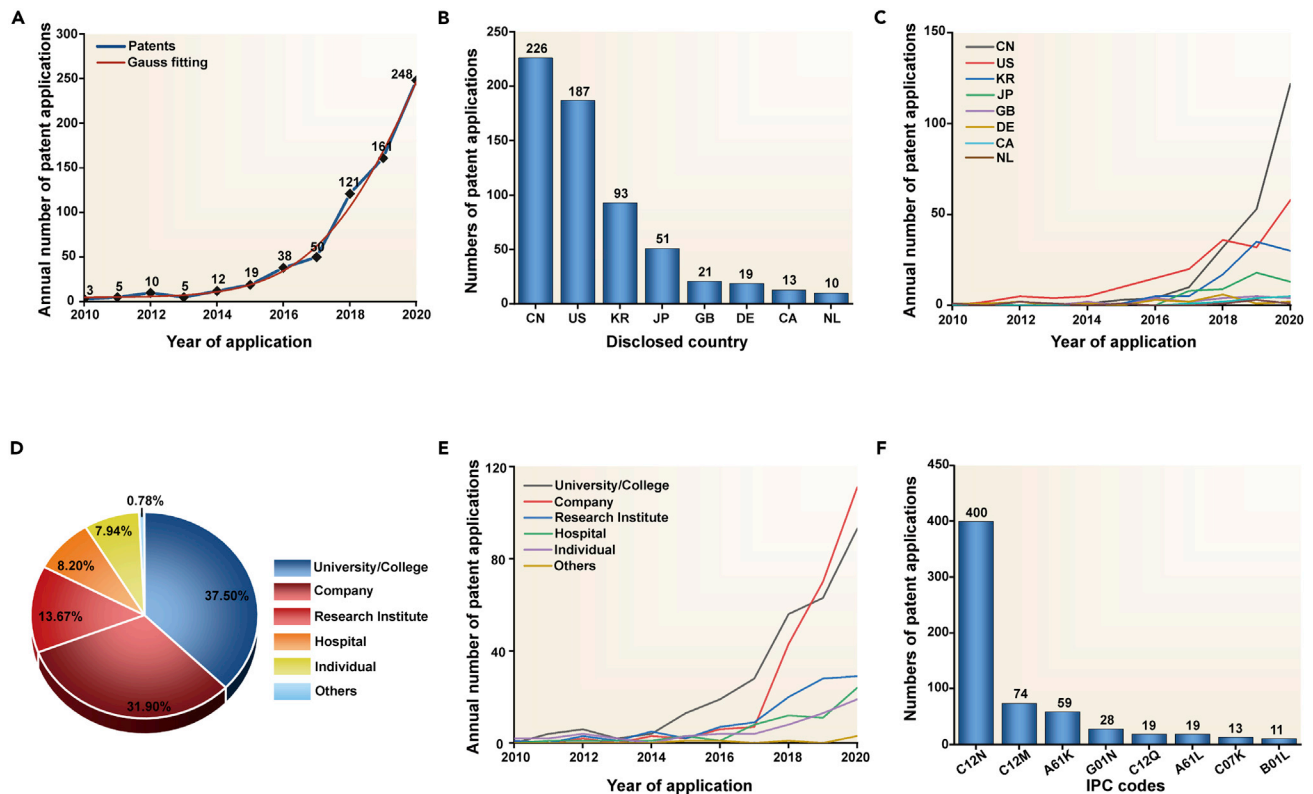 A
Annual number of patent applications
300
250
200
150
100
50
0
Patents
Gauss fitting
3
5
10
5
12
19
38
50
121
161
248
2010 2012 2014 2016 2018 2020
Year of application
B
Numbers of patent applications
250
200
150
100
50
0
226
187
93
51
21
19
13
10
CN US KR JP GB DE CA NL
Disclosed country
C
Annual number of patent applications
150
100
50
0
CN
US
KR
JP
GB
DE
CA
NL
2010 2012 2014 2016 2018 2020
Year of application
D
0.78%
7.94%
8.20%
13.67%
37.50%
31.90%
University/College
Company
Research Institute
Hospital
Individual
Others
E
Annual number of patent applications
120
80
40
0
University/College
Company
Research Institute
Hospital
Individual
Others
2010 2012 2014 2016 2018 2020
Year of application
F
Numbers of patent applications
450
400
300
200
100
0
400
74
59
28
19
19
13
11
C12N C12M A61K G01N C12Q A61L C07K B01L
IPC codes